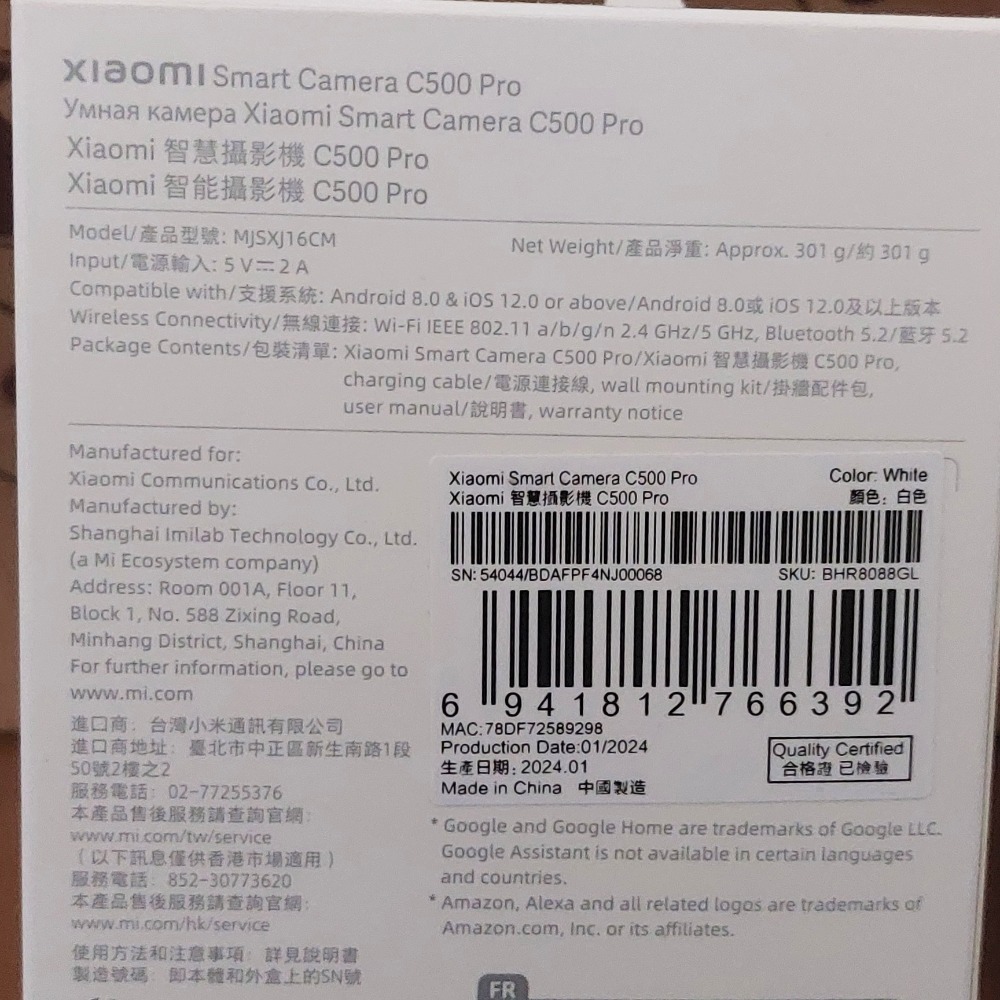 xiaomi Smart Camera C500 Pro
Умная камера Xiaomi Smart Camera C500 Pro
Xiaomi 智慧攝影機 C500 Pro
Xiaomi 智能攝影機 C500 Pro
Model/產品型號: MJSXJ16CM
Net Weight/產品淨重: Approx. 301 g/約 301 g
Input/電源輸入: 5 V⎓2 A
Compatible with/支援系統: Android 8.0 & iOS 12.0 or above/Android 8.0或 iOS 12.0及以上版本
Wireless Connectivity/無線連接: Wi-Fi IEEE 802.11 a/b/g/n 2.4 GHz/5 GHz, Bluetooth 5.2/藍牙 5.2
Package Contents/包裝清單: Xiaomi Smart Camera C500 Pro/Xiaomi 智慧攝影機 C500 Pro,
charging cable/電源連接線, wall mounting kit/掛牆配件包,
user manual/說明書, warranty notice
Manufactured for:
Xiaomi Communications Co., Ltd.
Manufactured by:
Shanghai Imilab Technology Co., Ltd.
(a Mi Ecosystem company)
Address: Room 001A, Floor 11,
Block 1, No. 588 Zixing Road,
Minhang District, Shanghai, China
For further information, please go to
www.mi.com
進口商: 台灣小米通訊有限公司
進口商地址: 臺北市中正區新生南路1段
50號2樓之2
服務電話: 02-77255376
本產品售後服務請查詢官網:
www.mi.com/tw/service
(以下訊息僅供香港市場適用)
服務電話: 852-30773620
本產品售後服務請查詢官網:
www.mi.com/hk/service
使用方法和注意事項: 詳見說明書
製造號碼: 即本體和外盒上的SN號
Xiaomi Smart Camera C500 Pro
Color: White
Xiaomi 智慧攝影機 C500 Pro
顏色: 白色
SN: 54044/BDAFPF4NJ00068
SKU: BHR8088GL
6 941812 766392
MAC:78DF72589298
Production Date:01/2024
生產日期: 2024.01
Made in China 中國製造
Quality Certified
合格證 已檢驗
* Google and Google Home are trademarks of Google LLC.
Google Assistant is not available in certain languages
and countries.
* Amazon, Alexa and all related logos are trademarks of
Amazon.com, Inc. or its affiliates.
FR